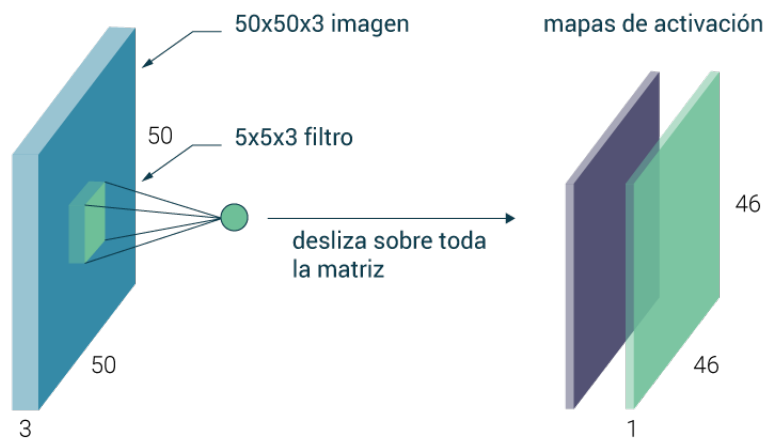 50x50x3 imagen
mapas de activación
50
5x5x3 filtro
46
desliza sobre toda
la matriz
50
46
3
1